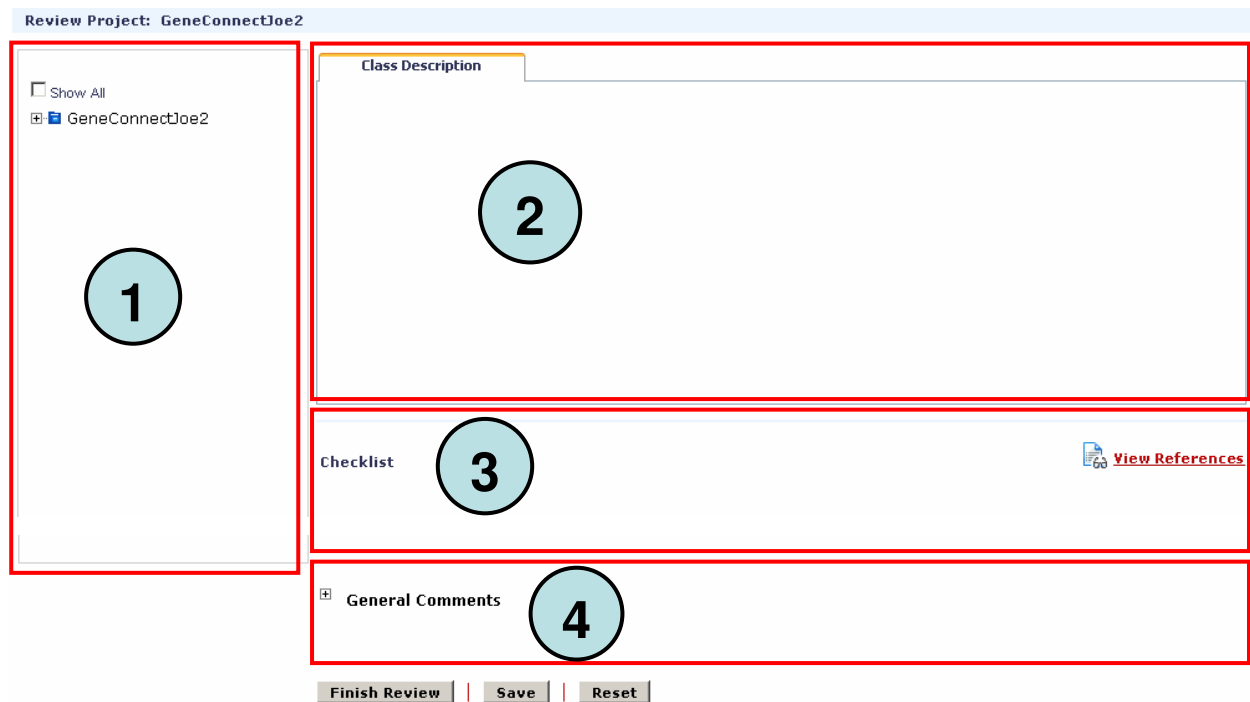 Review Project: GeneConnectJoe2
Show All
GeneConnectJoe2
1
Class Description
2
Checklist
3
View References
General Comments
4
Finish Review | Save | Reset